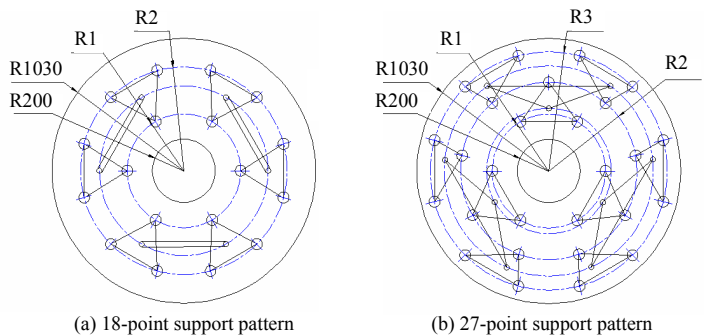 R2
R1
R1030
R200
(a) 18-point support pattern
R3
R1
R1030
R2
R200
(b) 27-point support pattern